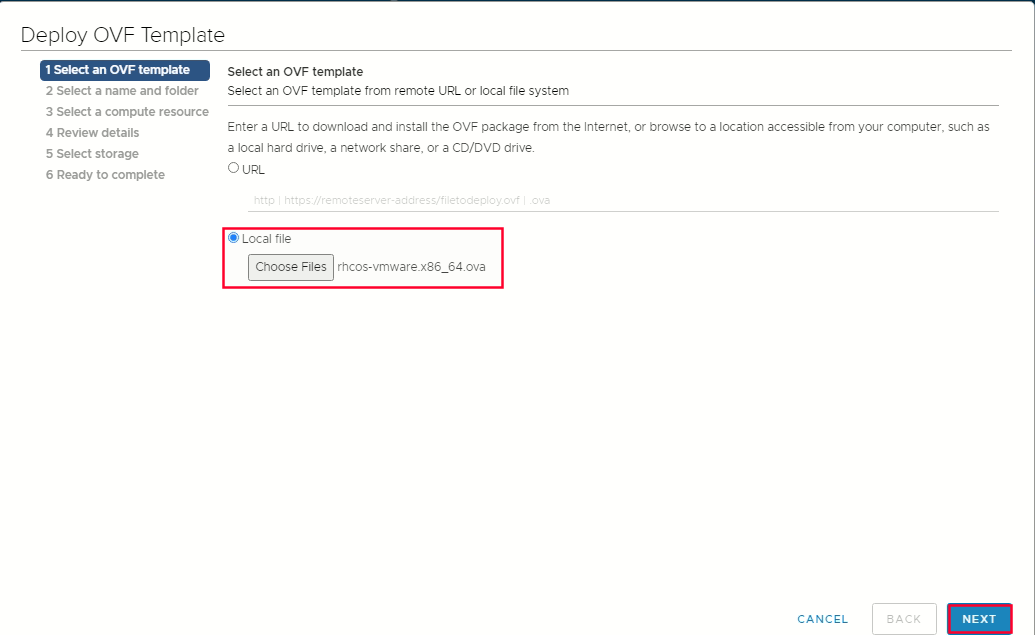 Deploy OVF Template
1 Select an OVF template
2 Select a name and folder
3 Select a compute resource
4 Review details
5 Select storage
6 Ready to complete
Select an OVF template
Select an OVF template from remote URL or local file system
Enter a URL to download and install the OVF package from the Internet, or browse to a location accessible from your computer, such as
a local hard drive, a network share, or a CD/DVD drive.
URL
http | https://remoteserver-address/filetodeploy.ovf | .ova
Local file
Choose Files rhcos-vmware.x86_64.ova
CANCEL BACK NEXT